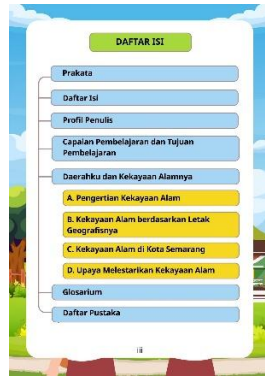 DAFTAR ISI
Prakata
Daftar Isi
Profil Penulis
Capaian Pembelajaran dan Tujuan
Pembelajaran
Daerahku dan Kekayaan Alamnya
A. Pengertian Kekayaan Alam
B. Kekayaan Alam berdasarkan Letak
Geografisnya
C. Kekayaan Alam di Kota Semarang
D. Upaya Melestarikan Kekayaan Alam
Glosarium
Daftar Pustaka
iii